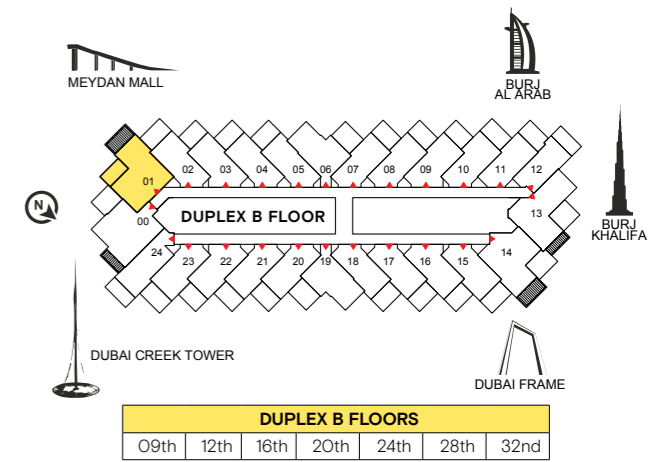 MEYDAN MALL
BURJ
AL ARAB
01
02
03
04
05
06
07
08
09
10
11
12
N
00
DUPLEX B FLOOR
13
BURJ
KHALIFA
24
23
22
21
20
19
18
17
16
15
14
DUBAI CREEK TOWER
DUBAI FRAME
DUPLEX B FLOORS
09th 12th 16th 20th 24th 28th 32nd